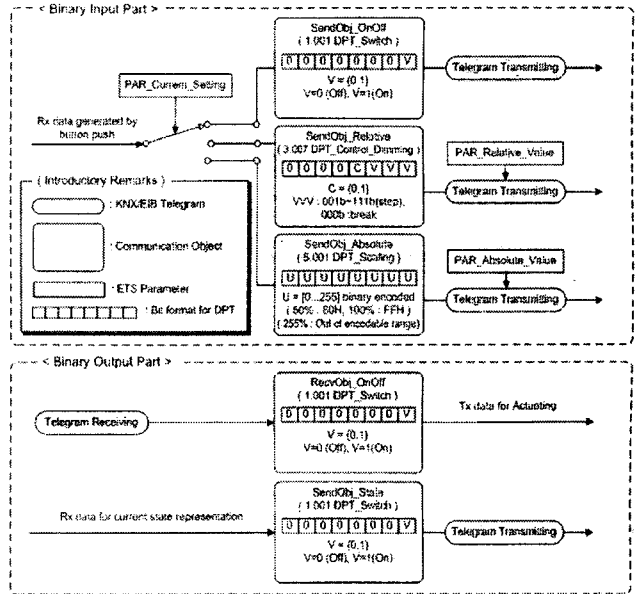 < Binary Input Part >
SendObj_OnOff
( 1.001 DPT_Switch )
0 0 0 0 0 0 0 V
V = {0,1}
V=0 (Off), V=1(On)
Telegram Transmitting
PAR_Current_Setting
Rx data generated by
button push
SendObj_Relative
( 3.007 DPT_Control_Dimming )
0 0 0 0 C V V V
C = {0,1}
VVV : 001b~111b(step),
000b :break
PAR_Relative_Value
Telegram Transmitting
( Introductory Remarks )
: KNX/EIB Telegram
: Communication Object
: ETS Parameter
: Bit format for DPT
SendObj_Absolute
( 5.001 DPT_Scaling )
U U U U U U U U
U = [0...255] binary encoded
( 50% : 80H, 100% : FFH )
( 255% : Out of encodable range)
PAR_Absolute_Value
Telegram Transmitting
< Binary Output Part >
RecvObj_OnOff
( 1.001 DPT_Switch )
0 0 0 0 0 0 0 V
V = {0,1}
V=0 (Off), V=1(On)
Telegram Receiving
Tx data for Actuating
SendObj_State
( 1.001 DPT_Switch )
0 0 0 0 0 0 0 V
V = {0,1}
V=0 (Off), V=1(On)
Rx data for current state representation
Telegram Transmitting